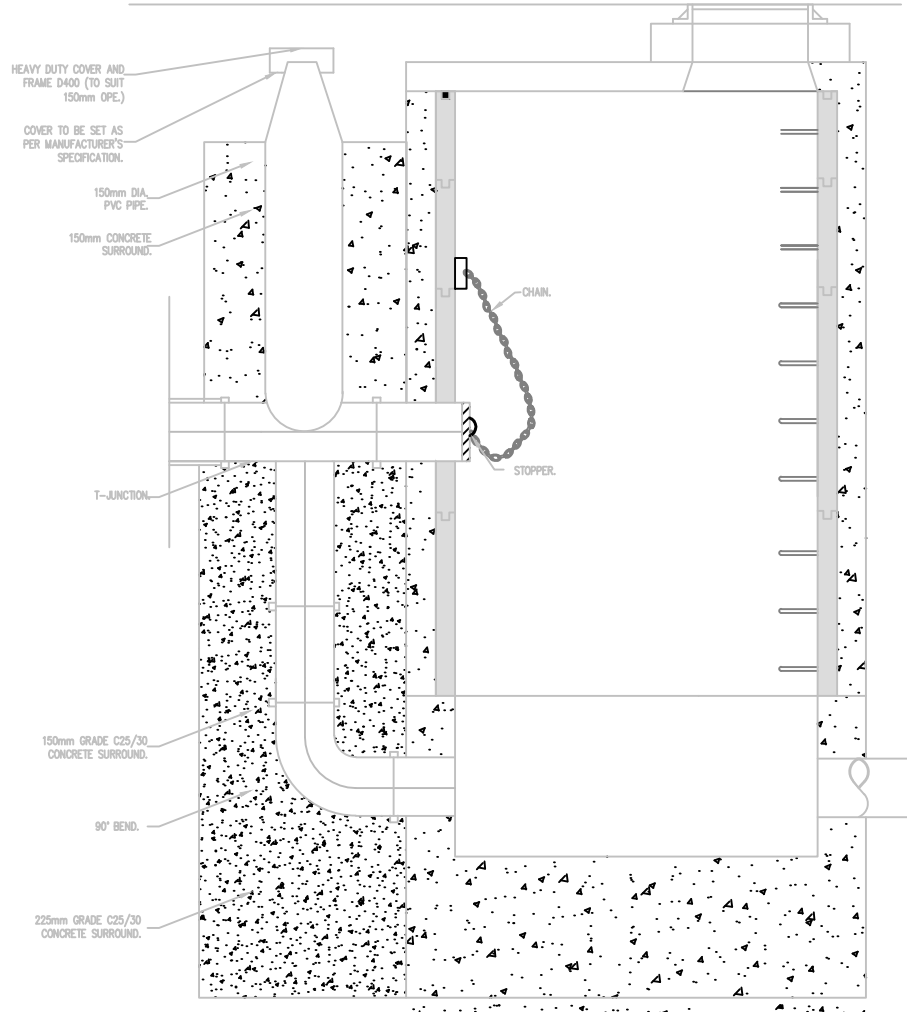 HEAVY DUTY COVER AND
FRAME D400 (TO SUIT
150mm OPE.)
COVER TO BE SET AS
PER MANUFACTURER'S
SPECIFICATION.
150mm DIA.
PVC PIPE.
150mm CONCRETE
SURROUND.
CHAIN.
STOPPER.
T-JUNCTION.
150mm GRADE C25/30
CONCRETE SURROUND.
90° BEND.
225mm GRADE C25/30
CONCRETE SURROUND.